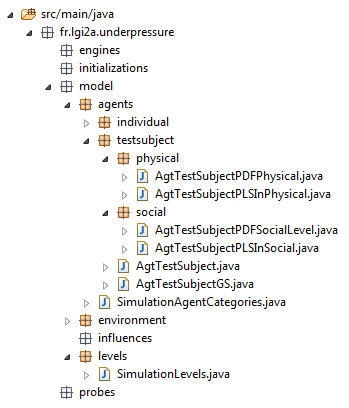 src/main/java
fr.lgi2a.underpressure
engines
initializations
model
agents
individual
testsubject
physical
AgtTestSubjectPDFPhysical.java
AgtTestSubjectPLSInPhysical.java
social
AgtTestSubjectPDFSocialLevel.java
AgtTestSubjectPLSInSocial.java
AgtTestSubject.java
AgtTestSubjectGS.java
SimulationAgentCategories.java
environment
influences
levels
SimulationLevels.java
probes